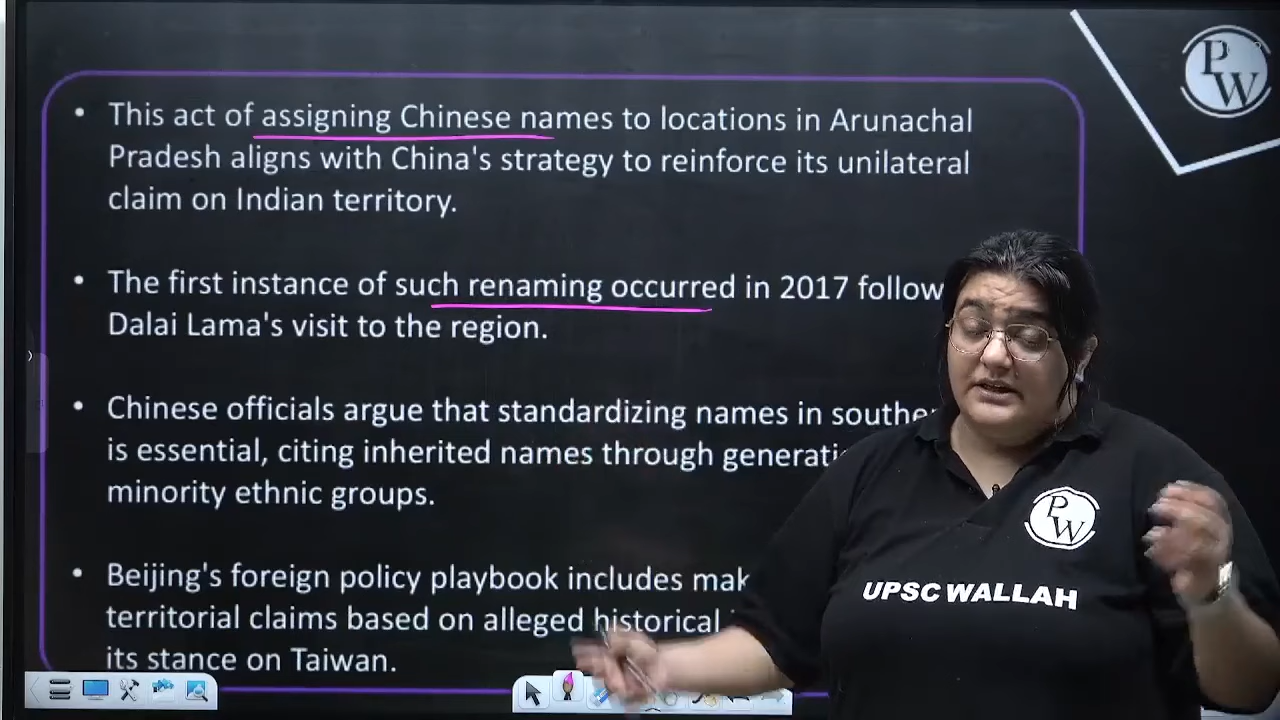 • This act of assigning Chinese names to locations in Arunachal
Pradesh aligns with China's strategy to reinforce its unilateral
claim on Indian territory.
• The first instance of such renaming occurred in 2017 follow
Dalai Lama's visit to the region.
• Chinese officials argue that standardizing names in southe
is essential, citing inherited names through generati
minority ethnic groups.
• Beijing's foreign policy playbook includes mak
territorial claims based on alleged historical
its stance on Taiwan.
PW
PW
UPSC WALLAH